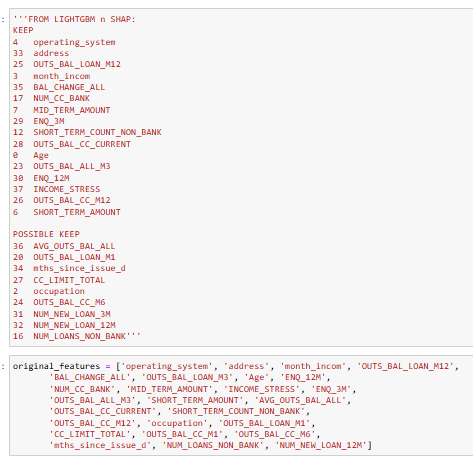 : '''FROM LIGHTGBM n SHAP:
KEEP
4 operating_system
33 address
25 OUTS_BAL_LOAN_M12
3 month_incom
35 BAL_CHANGE_ALL
17 NUM_CC_BANK
7 MID_TERM_AMOUNT
29 ENQ_3M
12 SHORT_TERM_COUNT_NON_BANK
28 OUTS_BAL_CC_CURRENT
0 Age
23 OUTS_BAL_ALL_M3
30 ENQ_12M
37 INCOME_STRESS
26 OUTS_BAL_CC_M12
6 SHORT_TERM_AMOUNT
POSSIBLE KEEP
36 AVG_OUTS_BAL_ALL
20 OUTS_BAL_LOAN_M1
34 mths_since_issue_d
27 CC_LIMIT_TOTAL
2 occupation
24 OUTS_BAL_CC_M6
31 NUM_NEW_LOAN_3M
32 NUM_NEW_LOAN_12M
16 NUM_LOANS_NON_BANK'''
: original_features = ['operating_system', 'address', 'month_incom', 'OUTS_BAL_LOAN_M12',
'BAL_CHANGE_ALL', 'OUTS_BAL_LOAN_M3', 'Age', 'ENQ_12M',
'NUM_CC_BANK', 'MID_TERM_AMOUNT', 'INCOME_STRESS', 'ENQ_3M',
'OUTS_BAL_ALL_M3', 'SHORT_TERM_AMOUNT', 'AVG_OUTS_BAL_ALL',
'OUTS_BAL_CC_CURRENT', 'SHORT_TERM_COUNT_NON_BANK',
'OUTS_BAL_CC_M12', 'occupation', 'OUTS_BAL_LOAN_M1',
'CC_LIMIT_TOTAL', 'OUTS_BAL_CC_M1', 'OUTS_BAL_CC_M6',
'mths_since_issue_d', 'NUM_LOANS_NON_BANK', 'NUM_NEW_LOAN_12M']